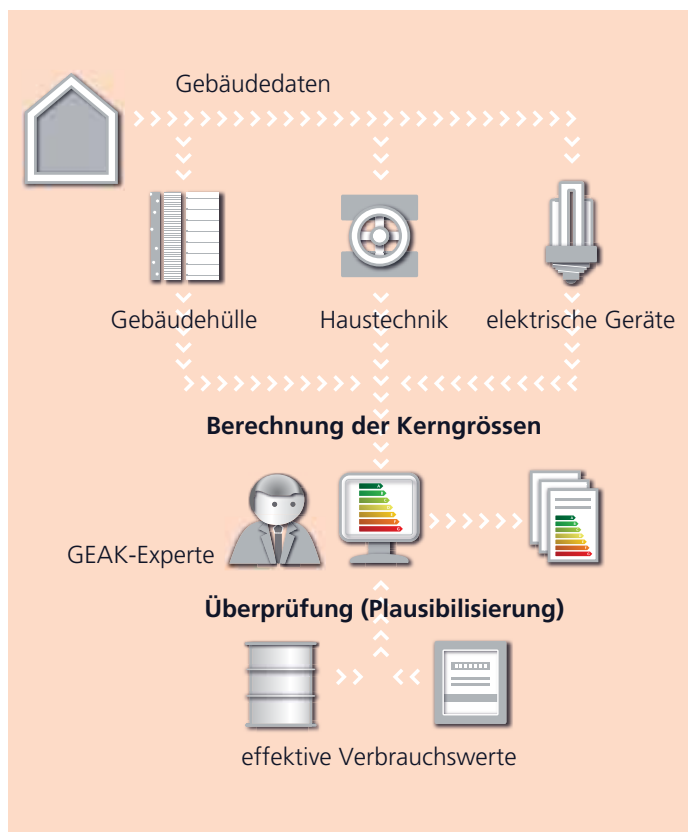 Gebäudedaten
Gebäudehülle
Haustechnik
elektrische Geräte
Berechnung der Kerngrössen
GEAK-Experte
Überprüfung (Plausibilisierung)
effektive Verbrauchswerte